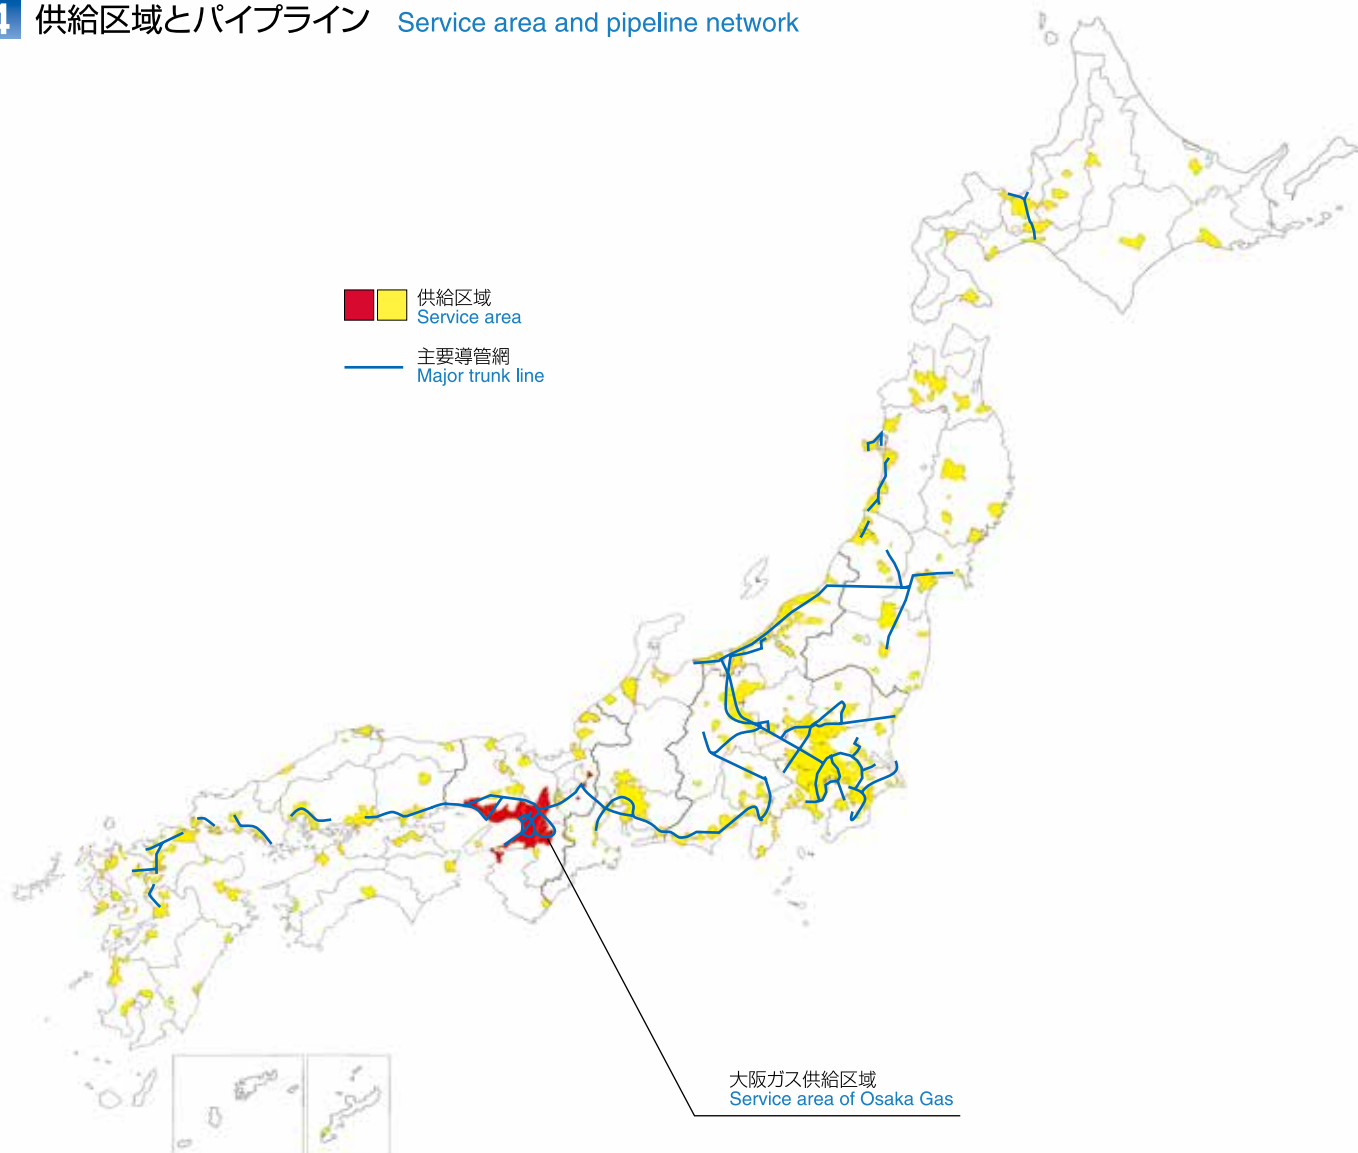 4 供給区域とパイプライン Service area and pipeline network
供給区域
Service area
主要導管網
Major trunk line
大阪ガス供給区域
Service area of Osaka Gas